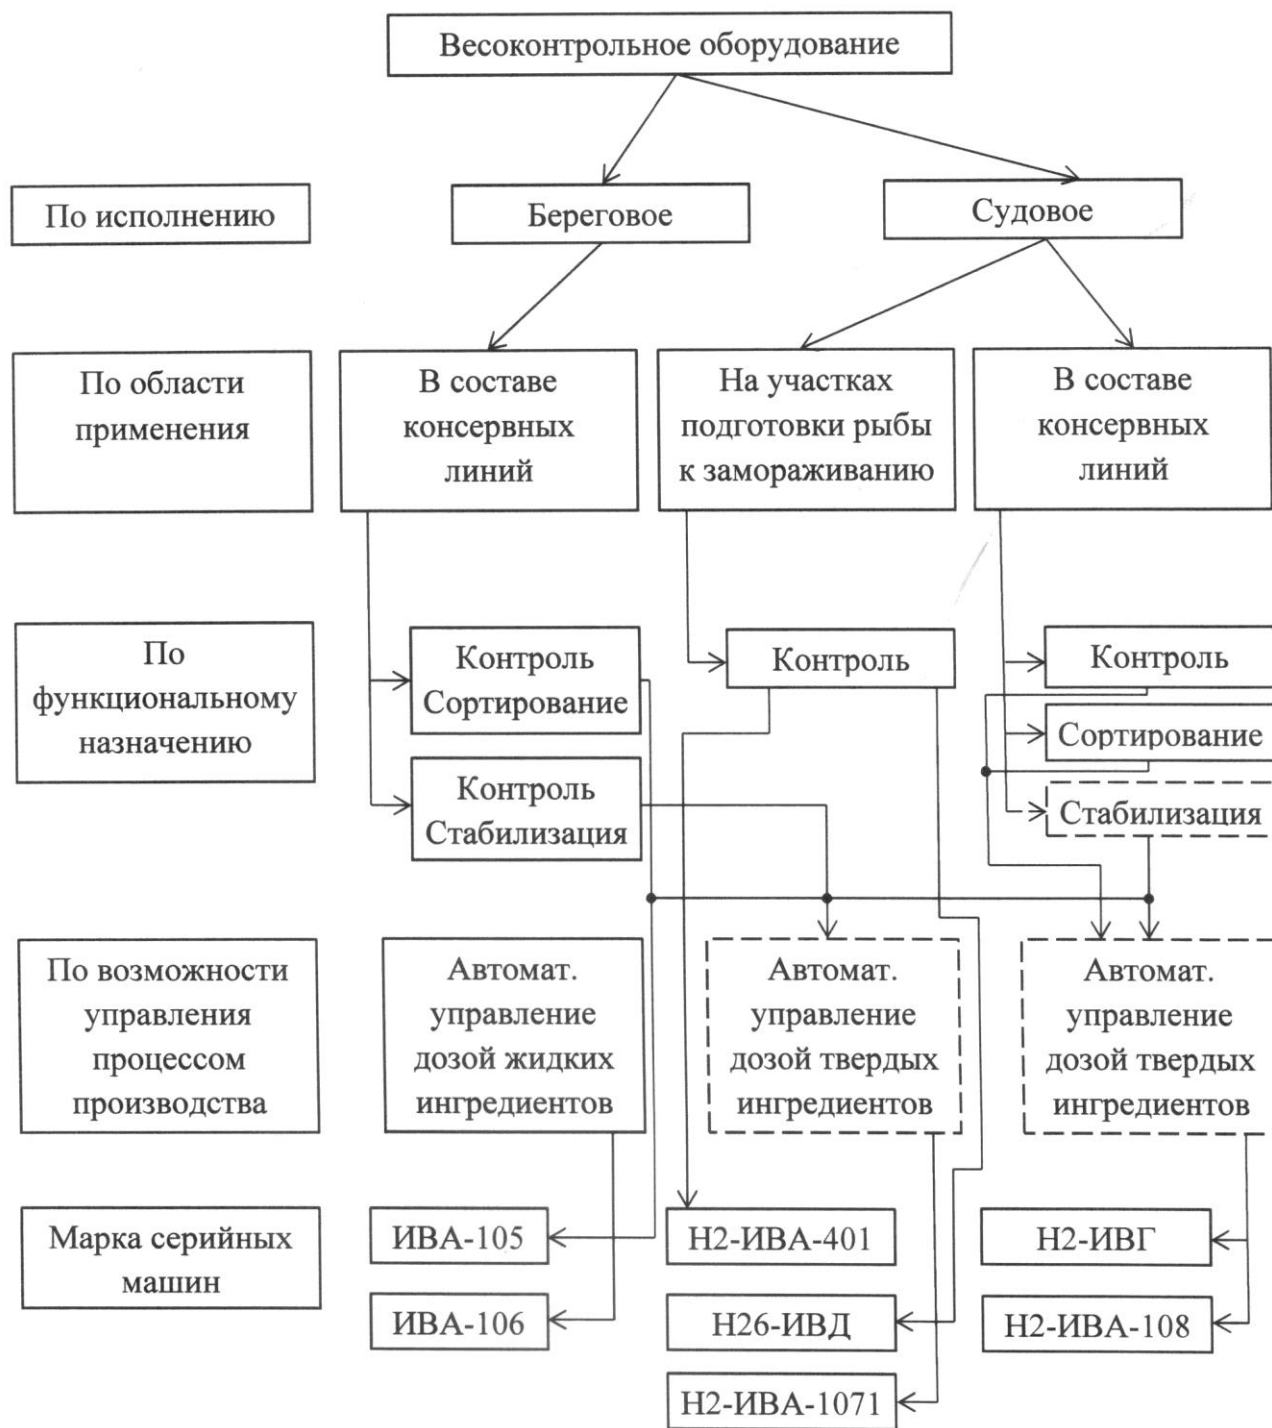 Весоконтрольное оборудование
По исполнению
Береговое
Судовое
По области
применения
В составе
консервных
линий
На участках
подготовки рыбы
к замораживанию
В составе
консервных
линий
По
функциональному
назначению
Контроль
Сортирование
Контроль
Стабилизация
Контроль
Контроль
Сортирование
Стабилизация
По возможности
управления
процессом
производства
Автомат.
управление
дозой жидких
ингредиентов
Автомат.
управление
дозой твердых
ингредиентов
Автомат.
управление
дозой твердых
ингредиентов
Марка серийных
машин
ИВА-105
ИВА-106
Н2-ИВА-401
Н26-ИВД
Н2-ИВА-1071
Н2-ИВГ
Н2-ИВА-108